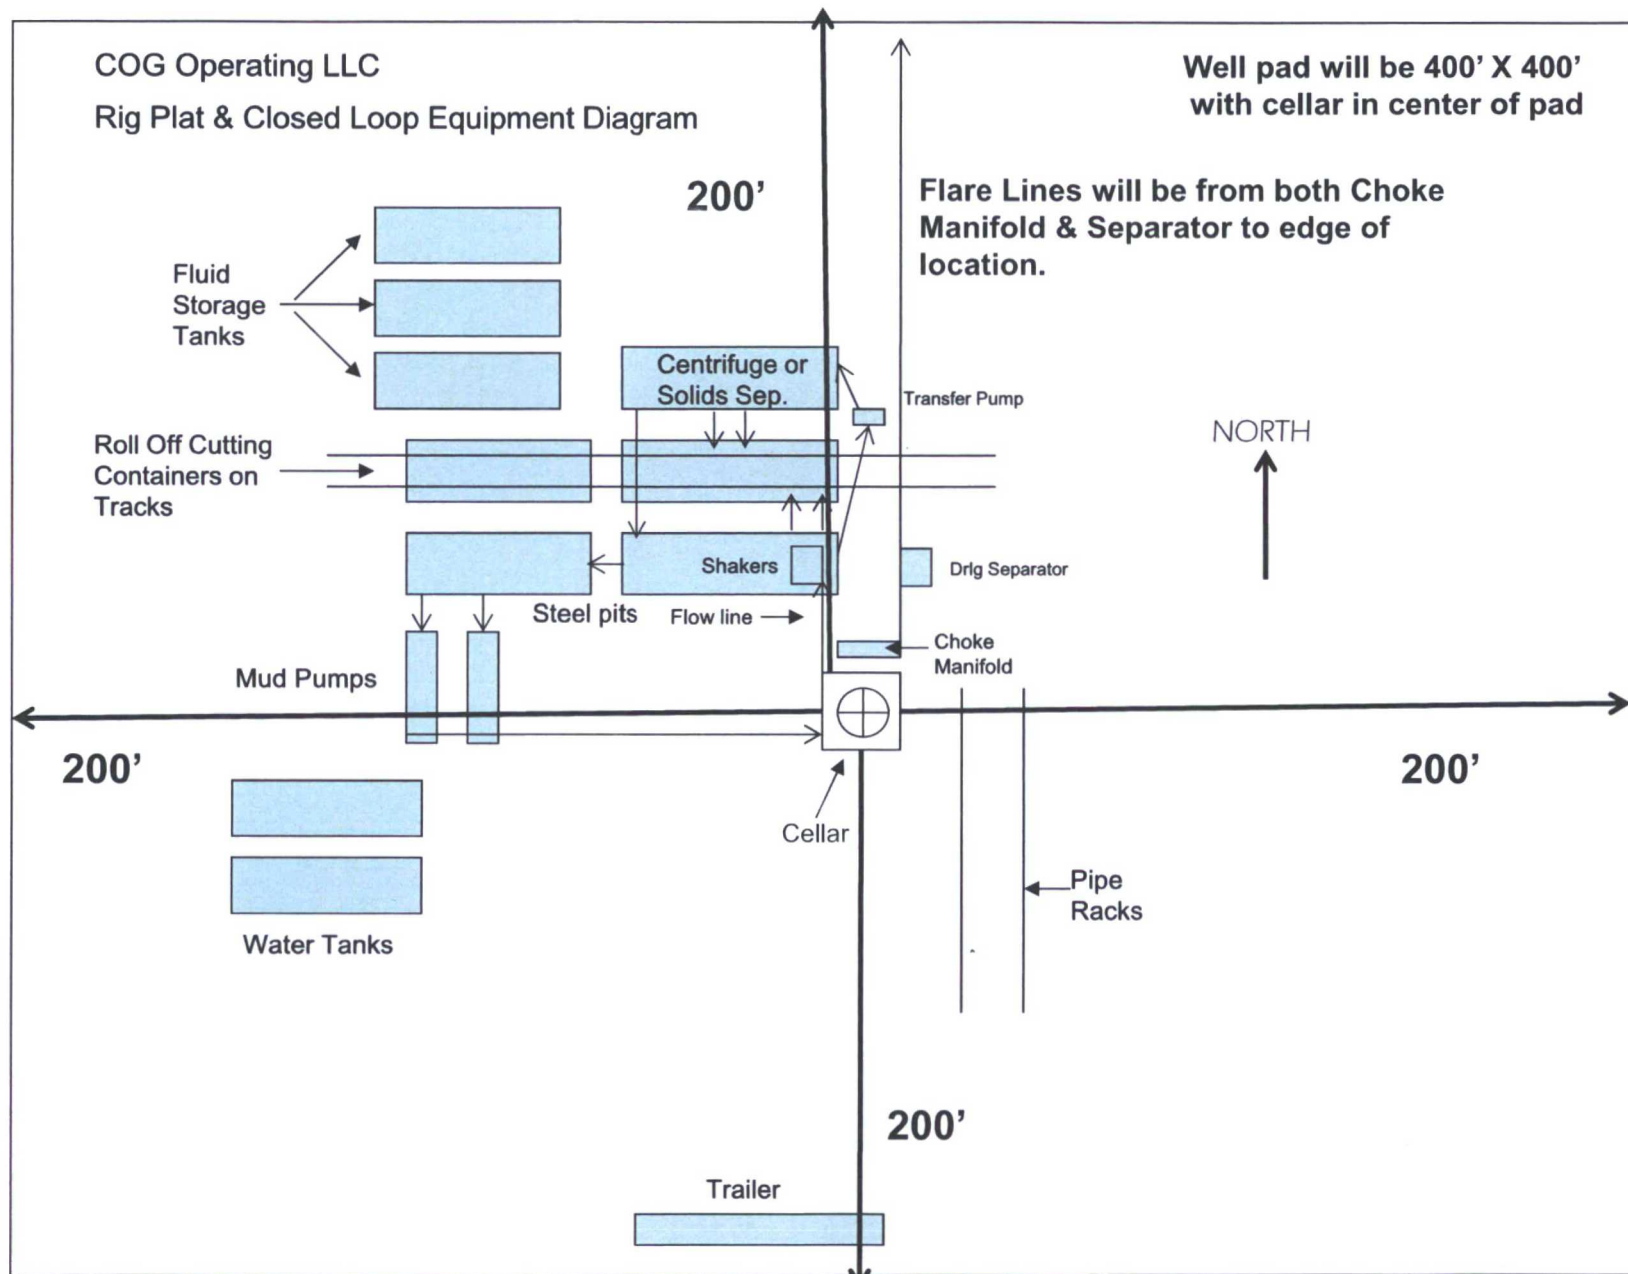 COG Operating LLC
Rig Plat & Closed Loop Equipment Diagram
Well pad will be 400' X 400'
with cellar in center of pad
200'
Flare Lines will be from both Choke
Manifold & Separator to edge of
location.
Fluid
Storage
Tanks
Centrifuge or
Solids Sep.
Transfer Pump
NORTH
Roll Off Cutting
Containers on
Tracks
Shakers
Drlg Separator
Steel pits
Flow line
Choke
Manifold
Mud Pumps
200'
200'
Cellar
Pipe
Racks
Water Tanks
200'
Trailer